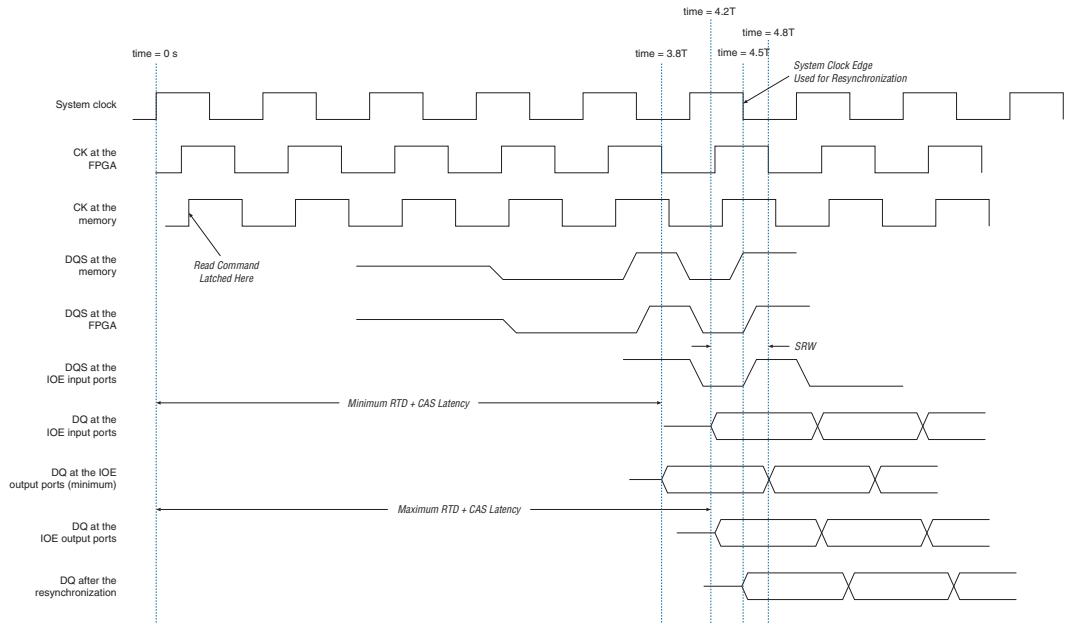 time = 4.2T
time = 4.8T
time = 0 s
time = 3.8T
time = 4.5T
System Clock Edge
Used for Resynchronization
System clock
CK at the
FPGA
CK at the
memory
Read Command
Latched Here
DQS at the
memory
DQS at the
FPGA
SRW
DQS at the
IOE input ports
Minimum RTD + CAS Latency
DQ at the
IOE input ports
DQ at the IOE
output ports (minimum)
Maximum RTD + CAS Latency
DQ at the
IOE output ports
DQ after the
resynchronization